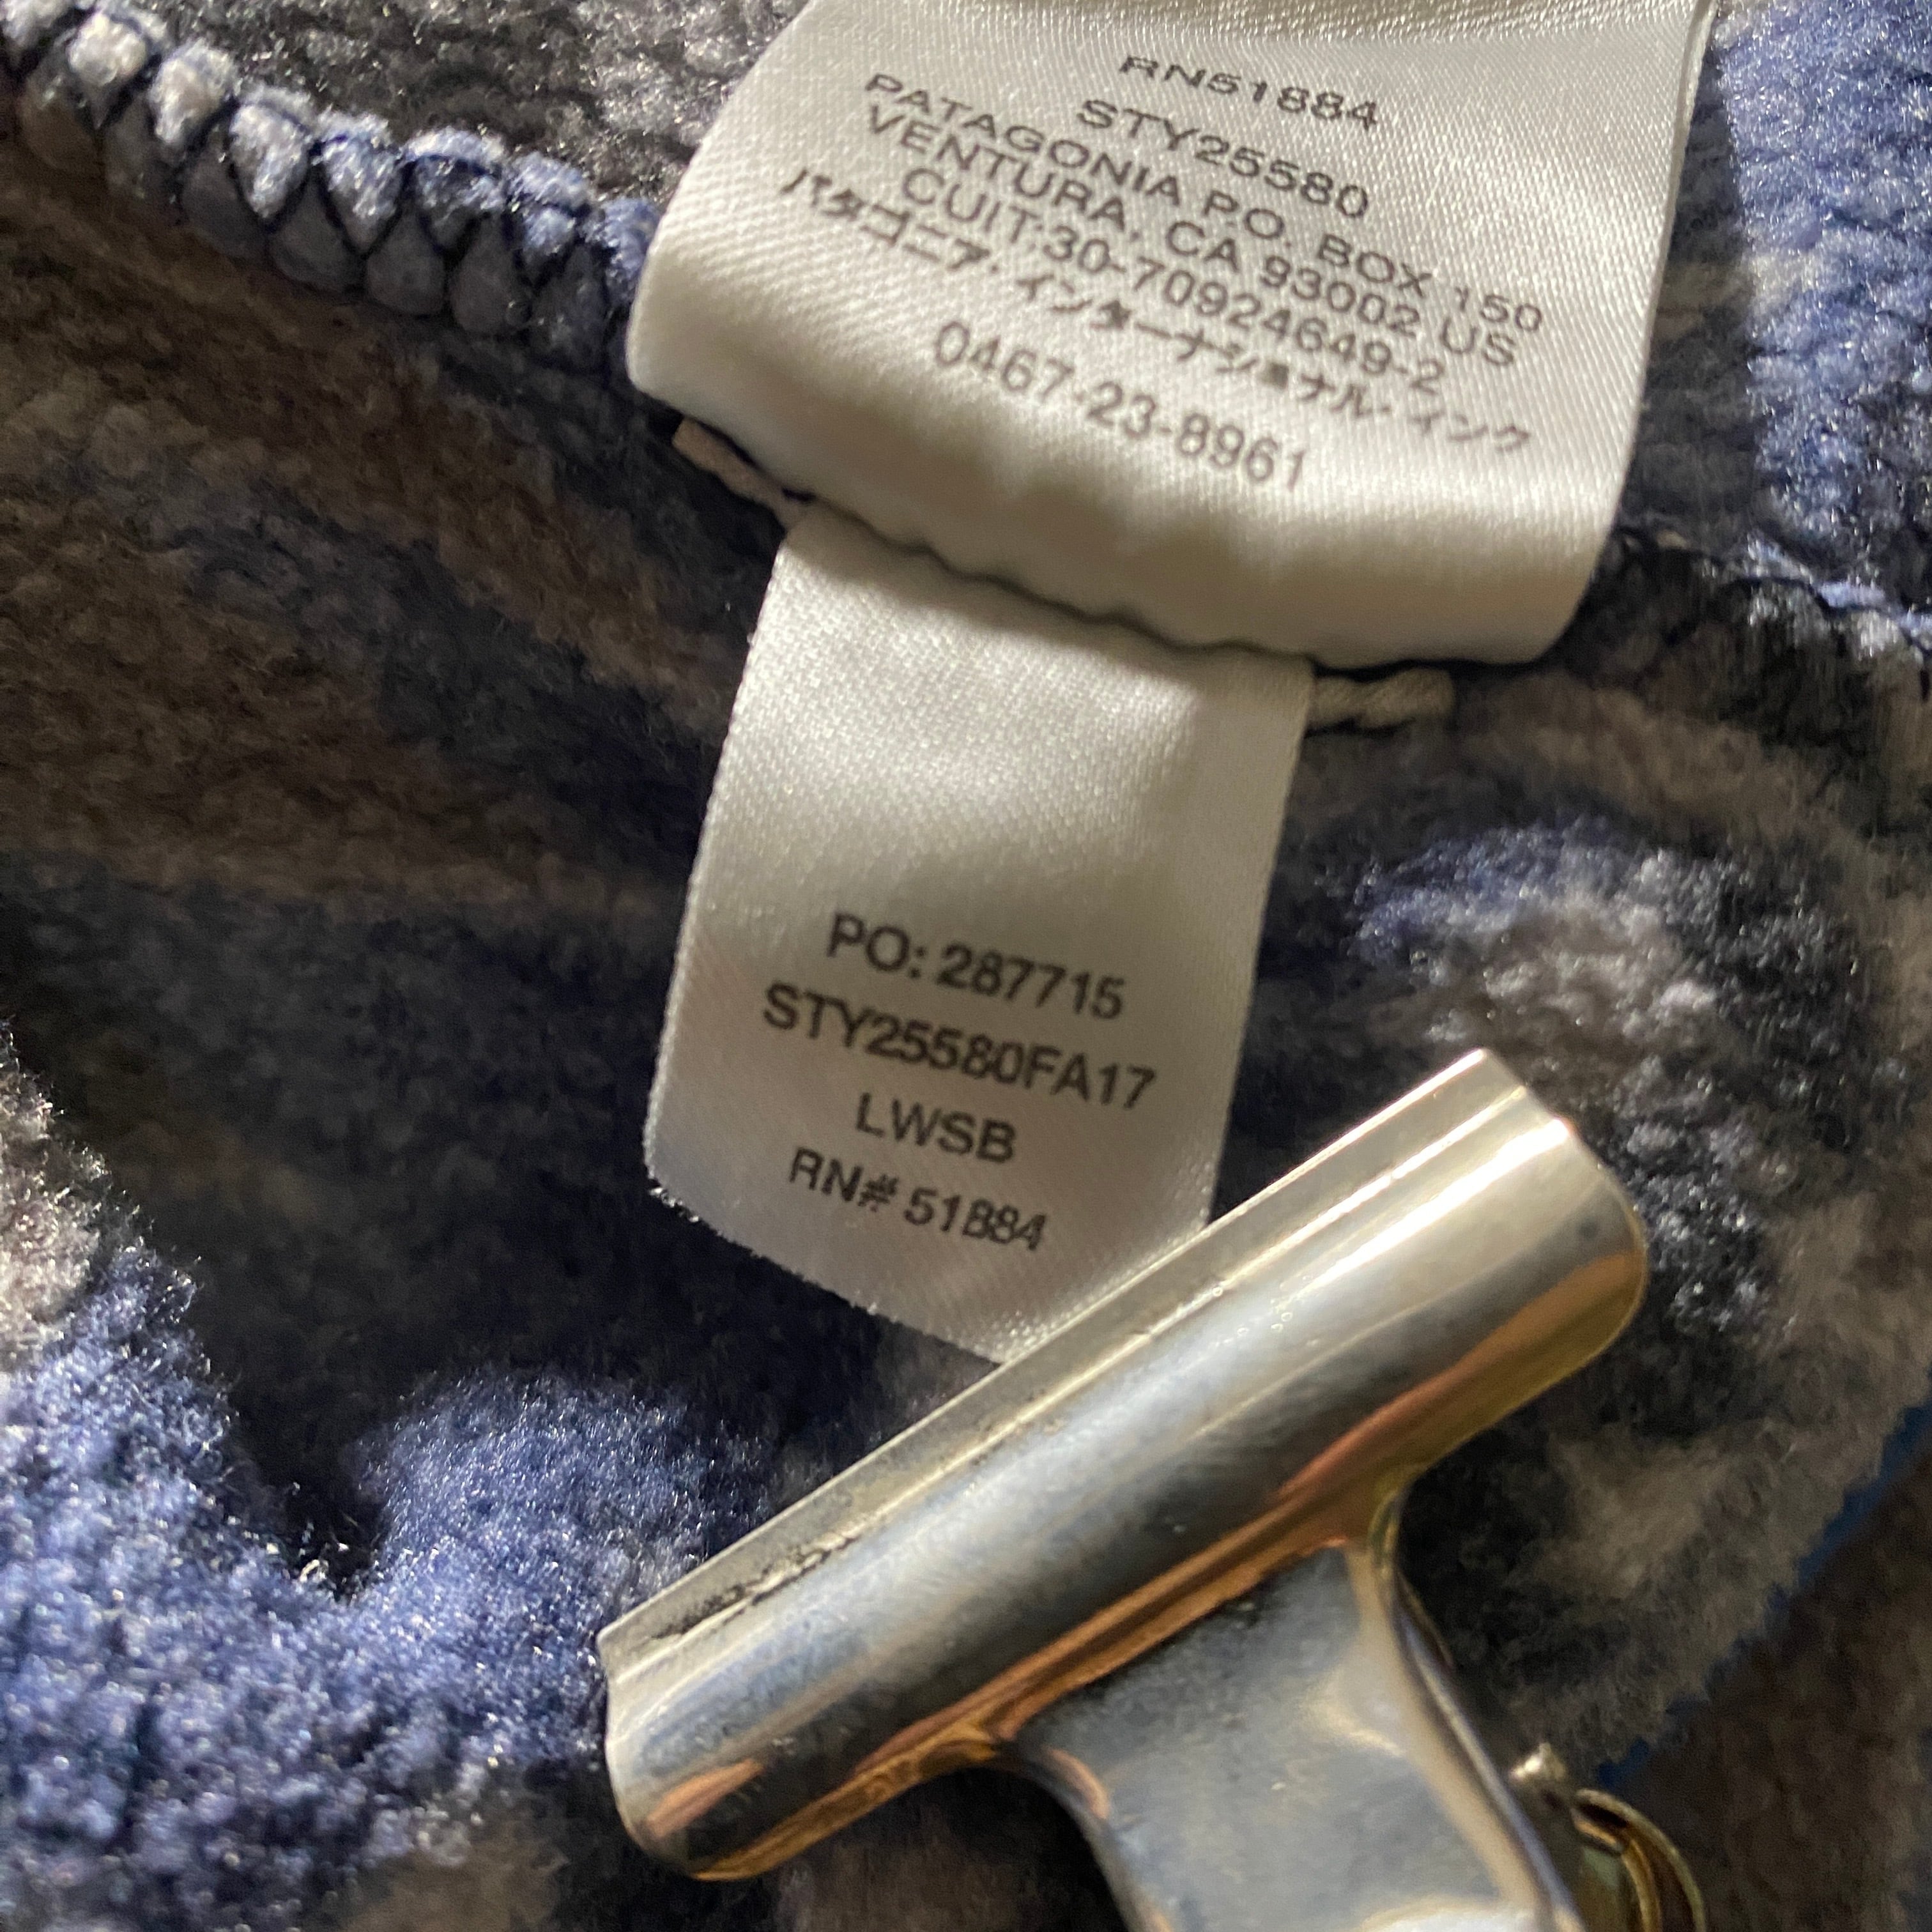 RN51884
STY25580
PATAGONIA PO. BOX 150
VENTURA, CA 93002 US
CUIT:30-70924649-2
パタゴニア・インターナショナル・インク
0467-23-8961
PO: 287715
STY25580FA17
LWSB
RN# 51884